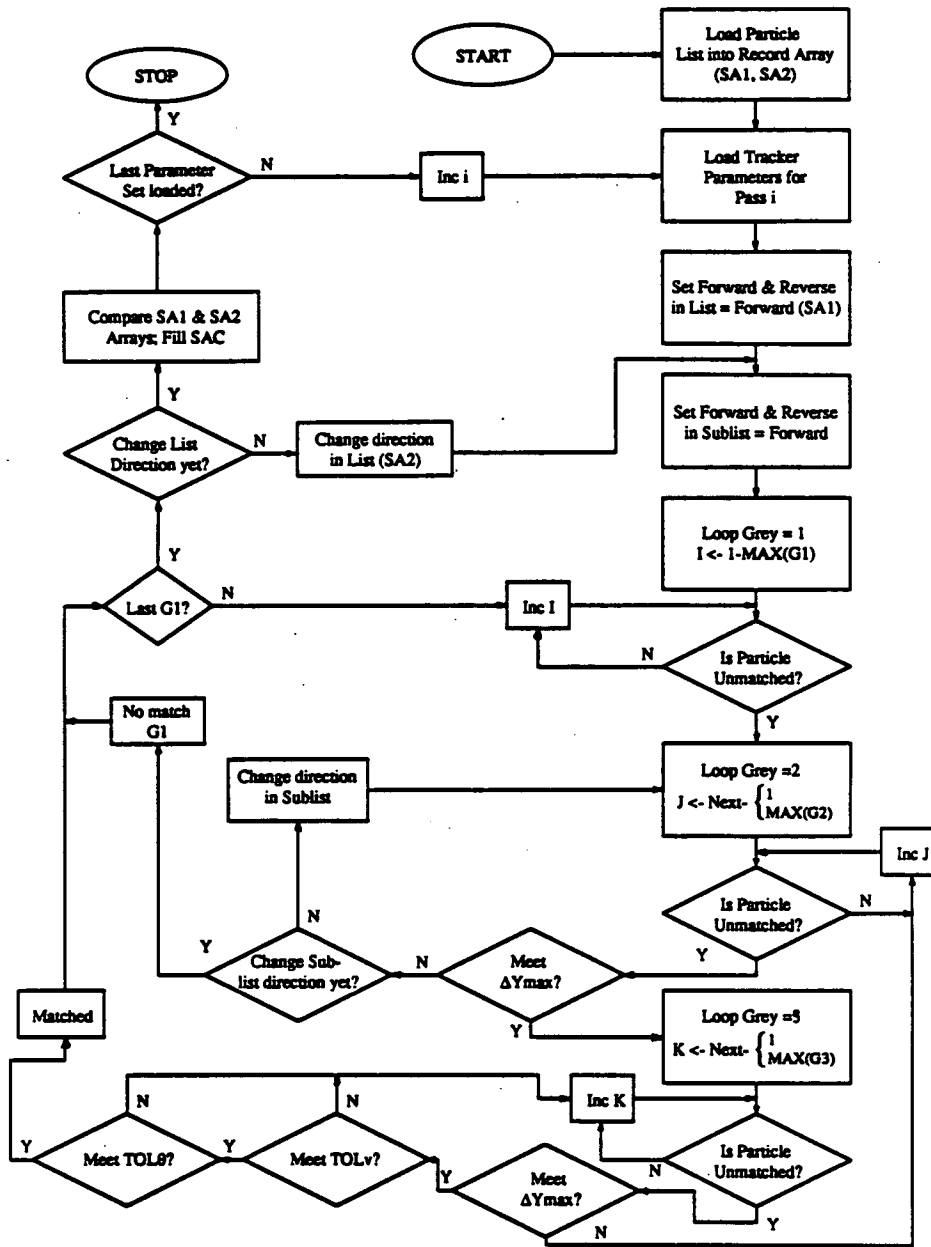 START
Load Particle
List into Record Array
(SA1, SA2)
STOP
Y
Last Parameter
Set loaded?
N
Inc i
Load Tracker
Parameters for
Pass i
Set Forward & Reverse
in List = Forward (SA1)
Compare SA1 & SA2
Arrays; Fill SAC
Y
Change List
Direction yet?
N
Change direction
in List (SA2)
Set Forward & Reverse
in Sublist = Forward
Loop Grey = 1
I <- 1-MAX(G1)
Y
Last G1?
N
Inc I
N
Is Particle
Unmatched?
Y
No match
G1
Change direction
in Sublist
Loop Grey =2
J <- Next- { 1
MAX(G2)
Inc J
Is Particle
Unmatched?
N
Y
N
Y
Change Sub-
list direction yet?
N
Meet
ΔYmax?
Y
Matched
Loop Grey =3
K <- Next- { 1
MAX(G3)
N
N
Inc K
Y
Meet TOLθ?
Y
Meet TOLv?
Y
Meet
ΔYmax?
N
Is Particle
Unmatched?
Y
N